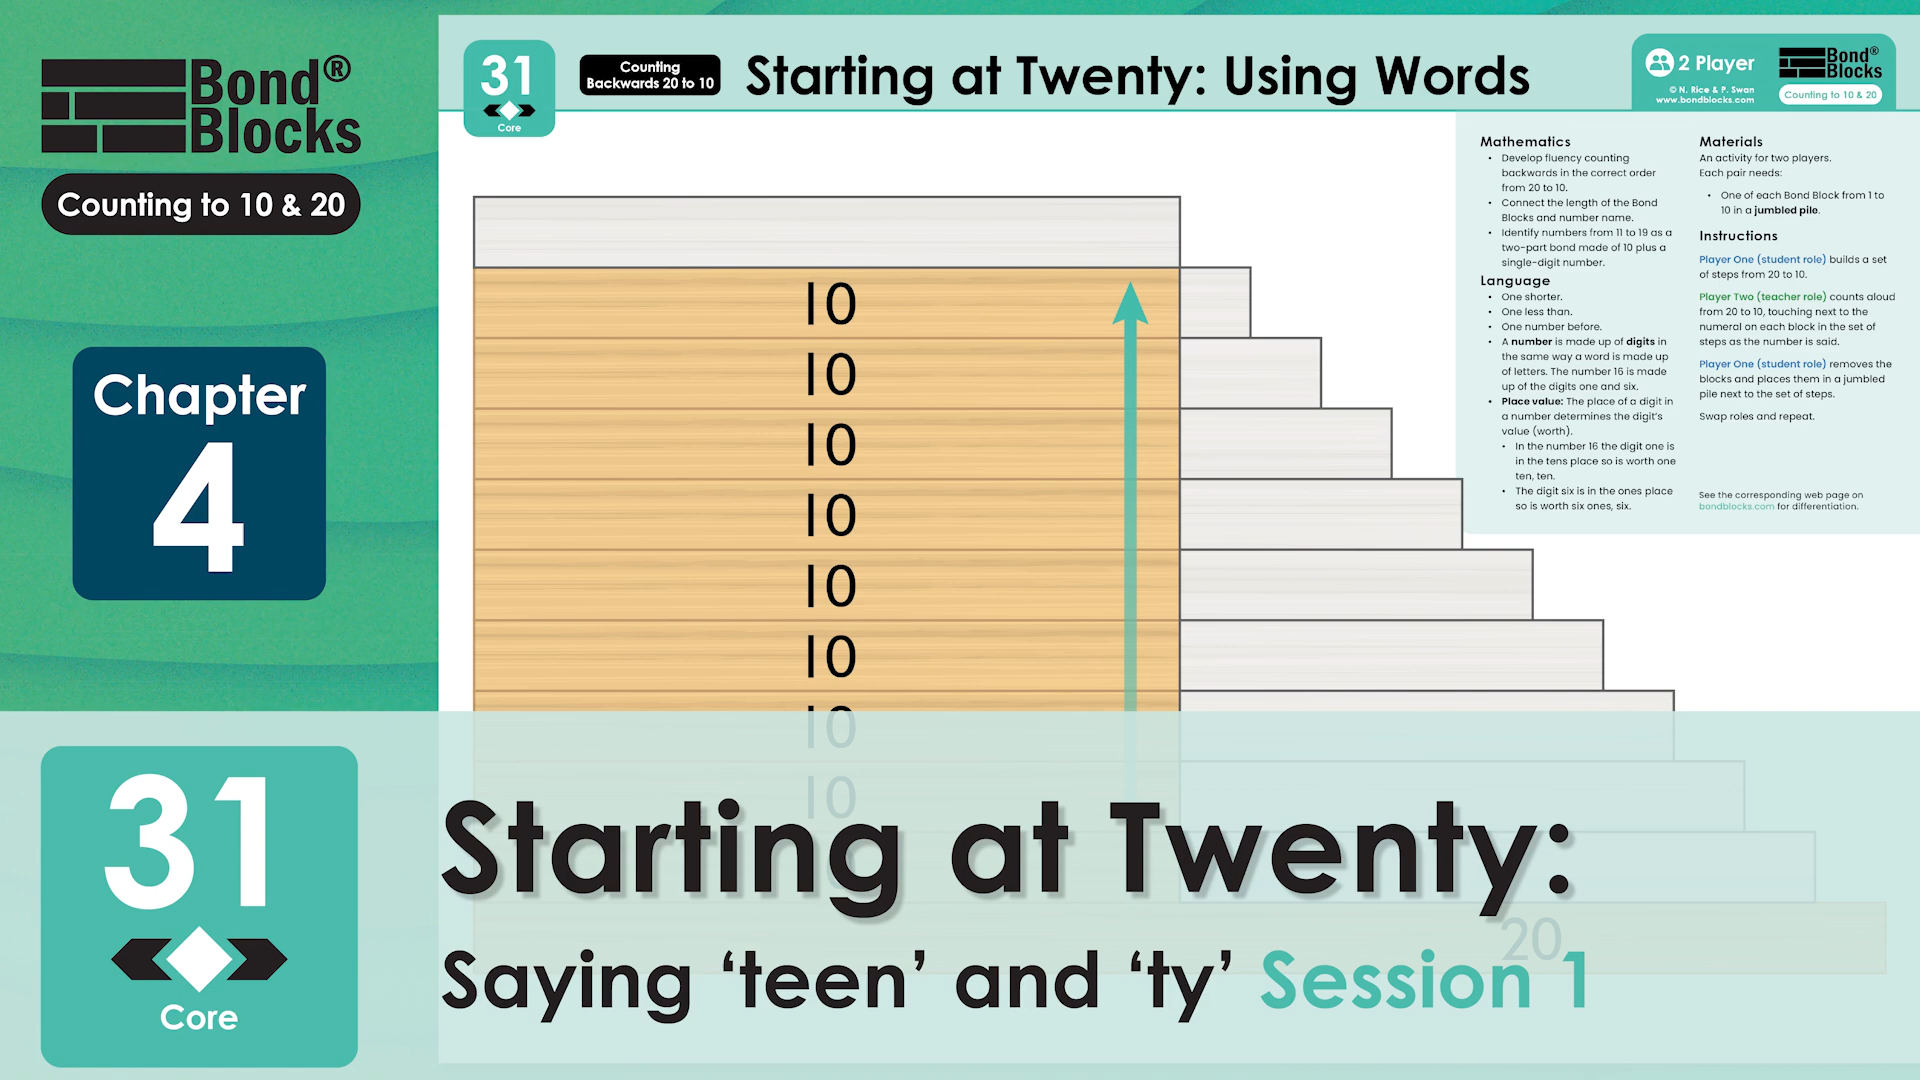 Bond®
Blocks
Counting to 10 & 20
Chapter
4
31
Core
Counting
Backwards 20 to 10
Starting at Twenty: Using Words
2 Player
© N. Rice & P. Swan
www.bondblocks.com
Bond®
Blocks
Counting to 10 & 20
Mathematics
• Develop fluency counting
backwards in the correct order
from 20 to 10.
• Connect the length of the Bond
Blocks and number name.
• Identify numbers from 11 to 19 as a
two-part bond made of 10 plus a
single-digit number.
Language
• One shorter.
• One less than.
• One number before.
• A number is made up of digits in
the same way a word is made up
of letters. The number 16 is made
up of the digits one and six.
• Place value: The place of a digit in
a number determines the digit's
value (worth).
• In the number 16 the digit one is
in the tens place so is worth one
ten, ten.
• The digit six is in the ones place
so is worth six ones, six.
Materials
An activity for two players.
Each pair needs:
• One of each Bond Block from 1 to
10 in a jumbled pile.
Instructions
Player One (student role) builds a set
of steps from 20 to 10.
Player Two (teacher role) counts aloud
from 20 to 10, touching next to the
numeral on each block in the set of
steps as the number is said.
Player One (student role) removes the
blocks and places them in a jumbled
pile next to the set of steps.
Swap roles and repeat.
See the corresponding web page on
bondblocks.com for differentiation.
10
10
10
10
10
10
10
10
20
31
Core
Starting at Twenty:
Saying ‘teen’ and ‘ty’ Session 1